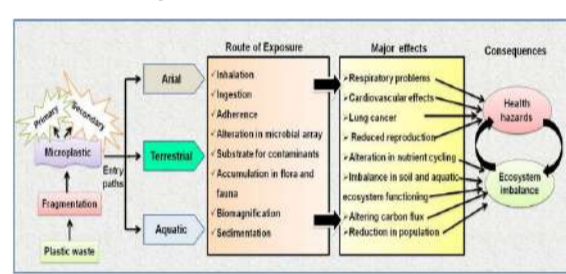 Route of Exposure
Major effects
Consequences
Primary
Secondary
Microplastic
Fragmentation
Plastic waste
Entry
paths
Arial
Terrestrial
Aquatic
✓Inhalation
✓Ingestion
✓Adherence
✓Alteration in microbial array
✓Substrate for contaminants
✓Accumulation in flora and
fauna
✓Biomagnification
✓Sedimentation
➢Respiratory problems
➢Cardiovascular effects
➢Lung cancer
➢Reduced reproduction
➢Alteration in nutrient cycling
➢Imbalance in soil and aquatic
ecosystem functioning
➢Altering carbon flux
➢Reduction in population
Health
hazards
Ecosystem
imbalance